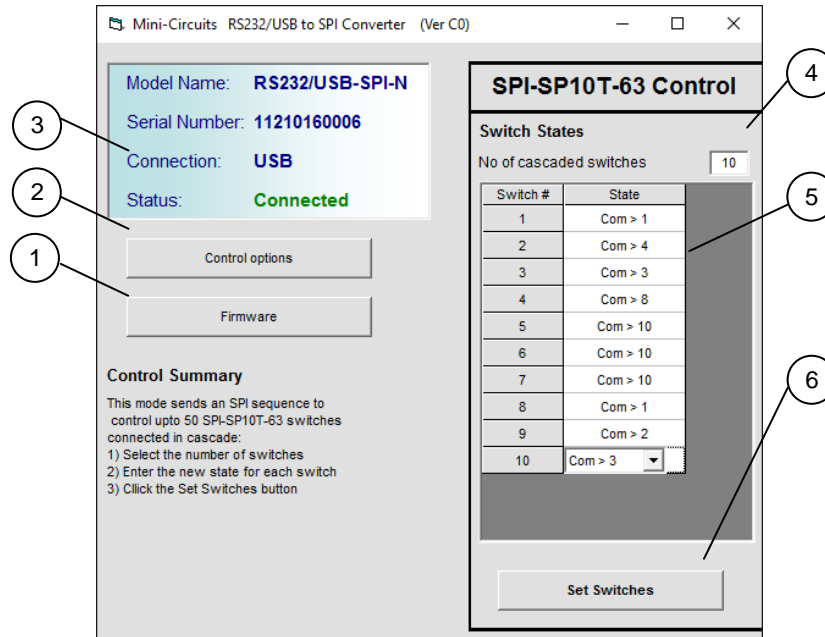 Mini-Circuits RS232/USB to SPI Converter (Ver C0)
Model Name: RS232/USB-SPI-N
Serial Number: 11210160006
Connection: USB
Status: Connected
3
2
1
Control options
Firmware
Control Summary
This mode sends an SPI sequence to
control upto 50 SPI-SP10T-63 switches
connected in cascade:
1) Select the number of switches
2) Enter the new state for each switch
3) Click the Set Switches button
SPI-SP10T-63 Control
4
Switch States
No of cascaded switches 10
Switch # State
1 Com > 1
2 Com > 4
3 Com > 3
4 Com > 8
5 Com > 10
6 Com > 10
7 Com > 10
8 Com > 1
9 Com > 2
10 Com > 3
5
6
Set Switches